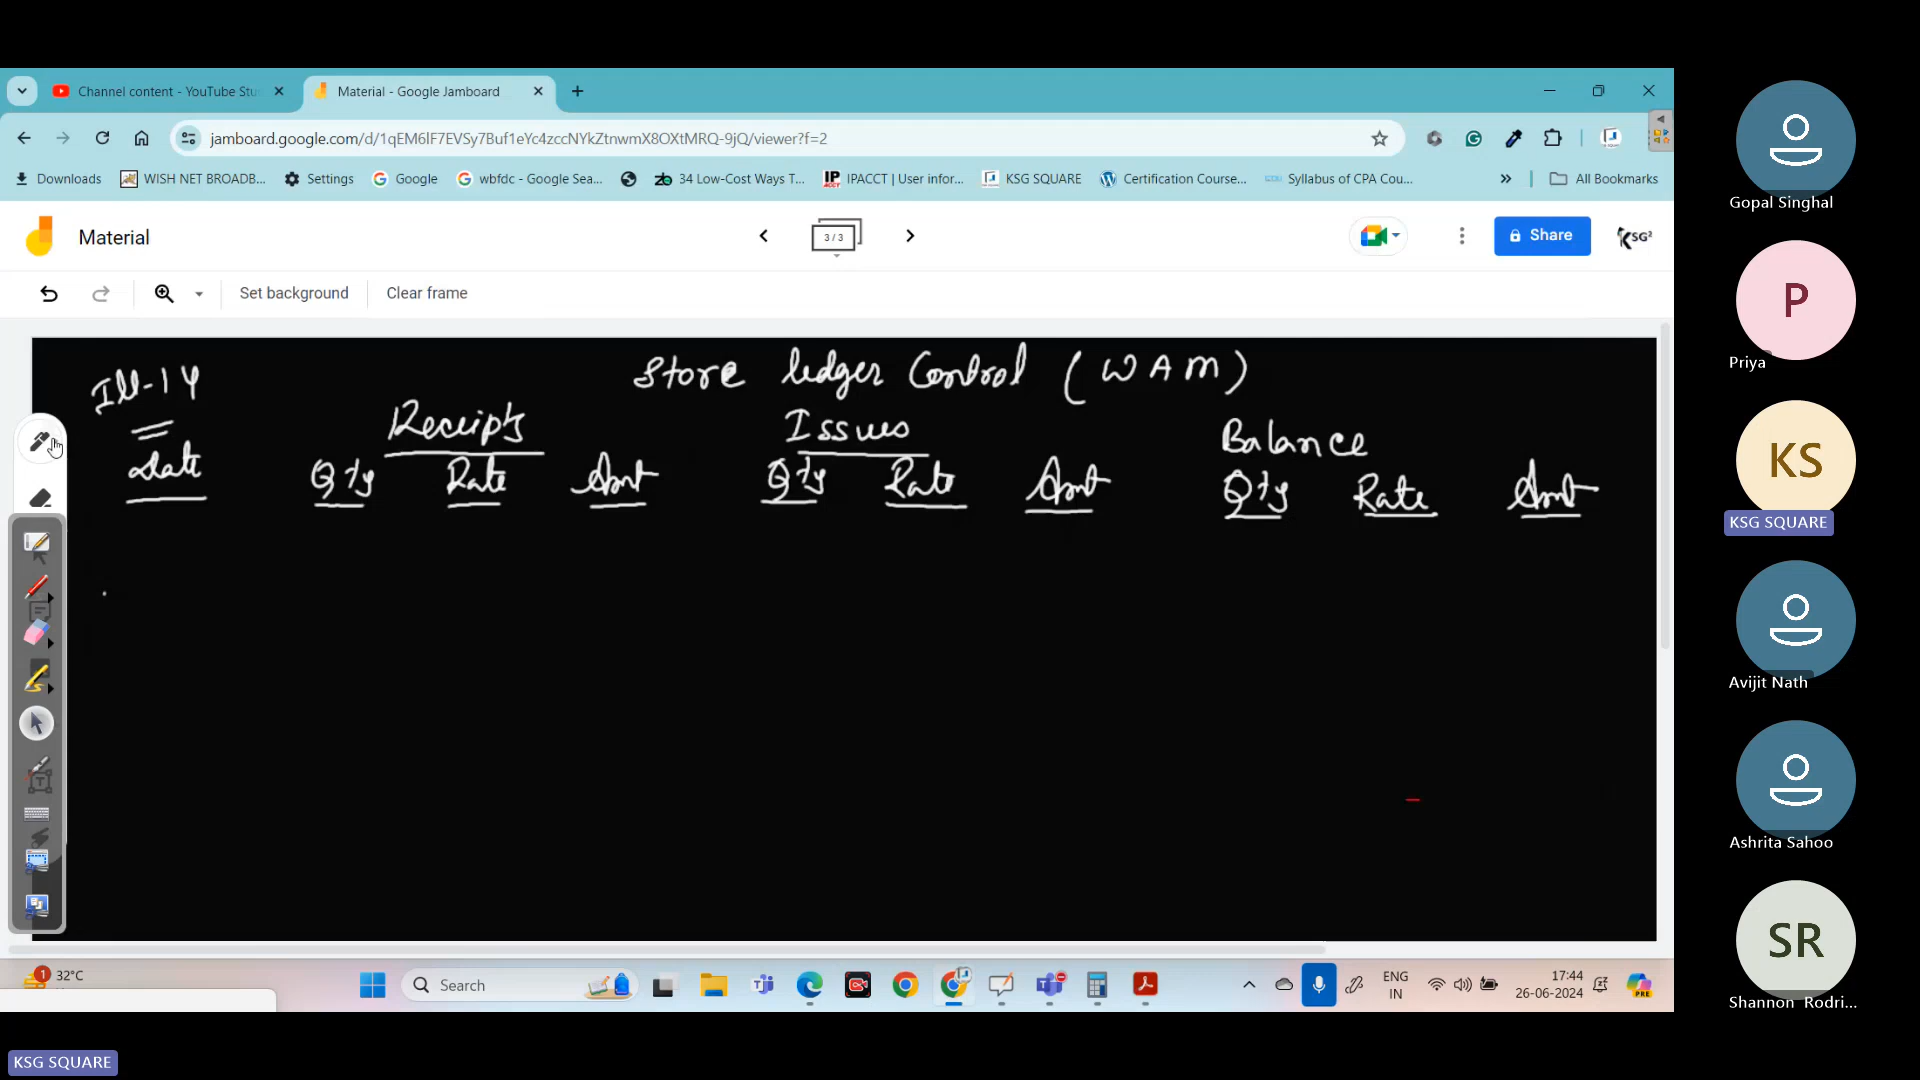 Channel content - YouTube Stu
Material - Google Jamboard
jamboard.google.com/d/1qEM6lF7EVSy7Buf1eYc4zccNYkZtnwmX8OXtMRQ-9jQ/viewer?f=2
Downloads WISH NET BROADB... Settings Google wbfdc - Google Sea... 34 Low-Cost Ways T... IPACCT | User infor... KSG SQUARE Certification Course... Syllabus of CPA Cou... » All Bookmarks
Material 3 / 3 Share KSG²
Set background Clear frame
Ill-14 Store ledger Control (WAM)
Receipts Issues Balance
Date Qty Rate Amt Qty Rate Amt Qty Rate Amt
1 32°C Search ENG IN 17:44 26-06-2024
Gopal Singhal
P
Priya
KS
KSG SQUARE
Avijit Nath
Ashrita Sahoo
SR
Shannon Rodri...
KSG SQUARE